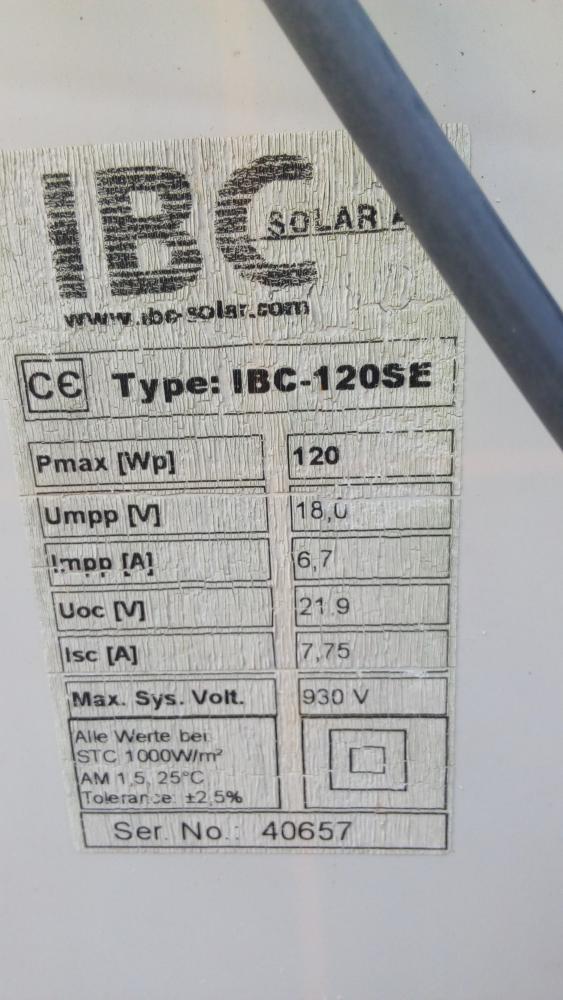 IBC
SOLAR A
www.ibc-solar.com
CE Type: IBC-120SE
Pmax [Wp] 120
Umpp [V] 18,0
Impp [A] 6,7
Uoc [V] 21.9
Isc [A] 7,75
Max. Sys. Volt. 930 V
Alle Werte bei
STC 1000W/m²
AM 1,5, 25°C
Tolerance ±2,5%
Ser. No.: 40657